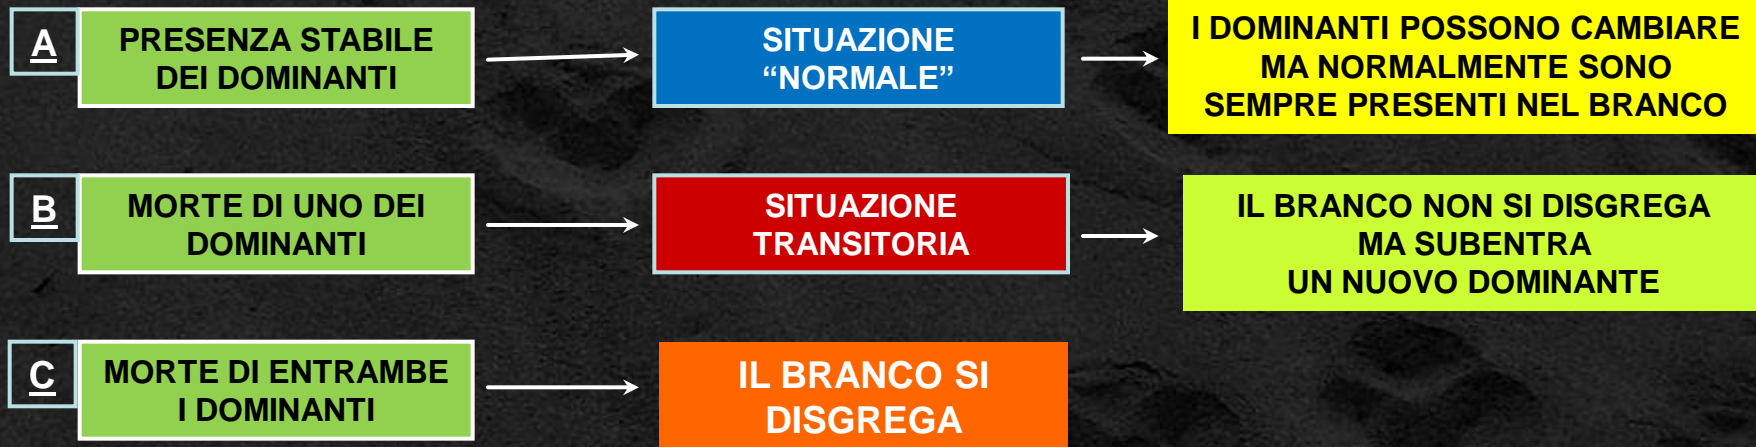 A
PRESENZA STABILE
DEI DOMINANTI
SITUAZIONE
“NORMALE”
I DOMINANTI POSSONO CAMBIARE
MA NORMALMENTE SONO
SEMPRE PRESENTI NEL BRANCO
B
MORTE DI UNO DEI
DOMINANTI
SITUAZIONE
TRANSITORIA
IL BRANCO NON SI DISGREGA
MA SUBENTRA
UN NUOVO DOMINANTE
C
MORTE DI ENTRAMBE
I DOMINANTI
IL BRANCO SI
DISGREGA